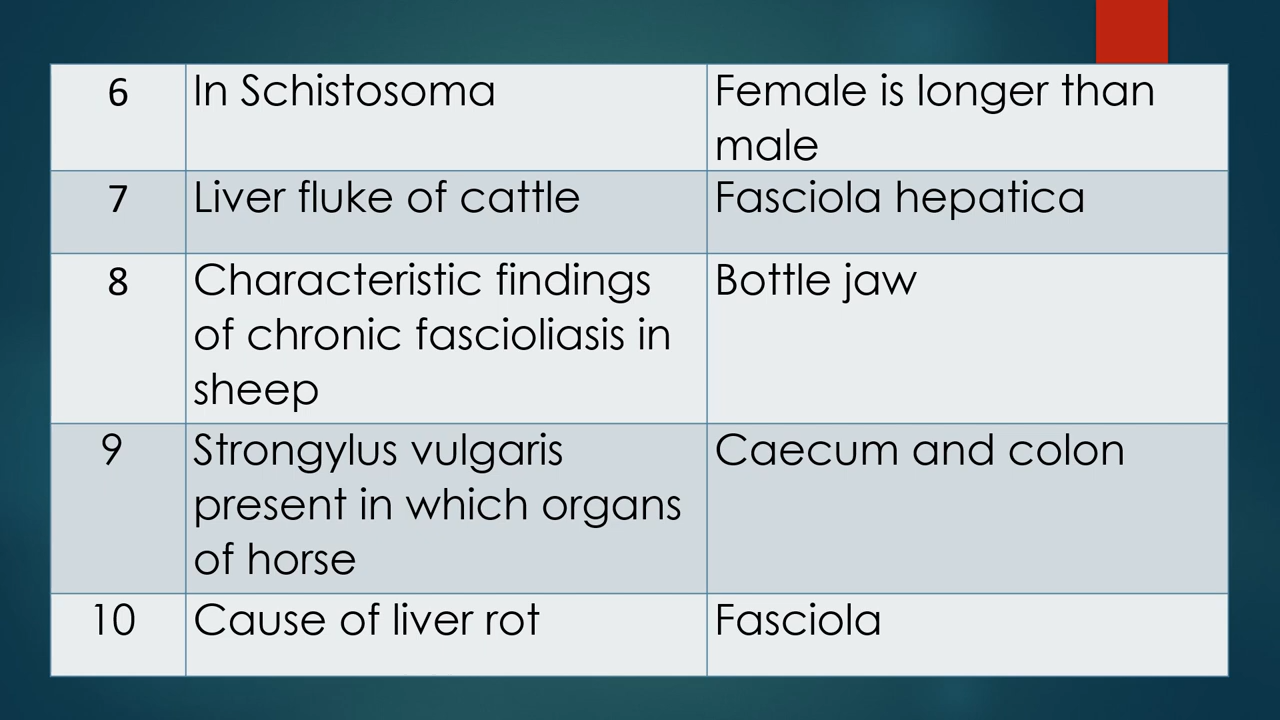 6 In Schistosoma Female is longer than
male
7 Liver fluke of cattle Fasciola hepatica
8 Characteristic findings Bottle jaw
of chronic fascioliasis in
sheep
9 Strongylus vulgaris Caecum and colon
present in which organs
of horse
10 Cause of liver rot Fasciola